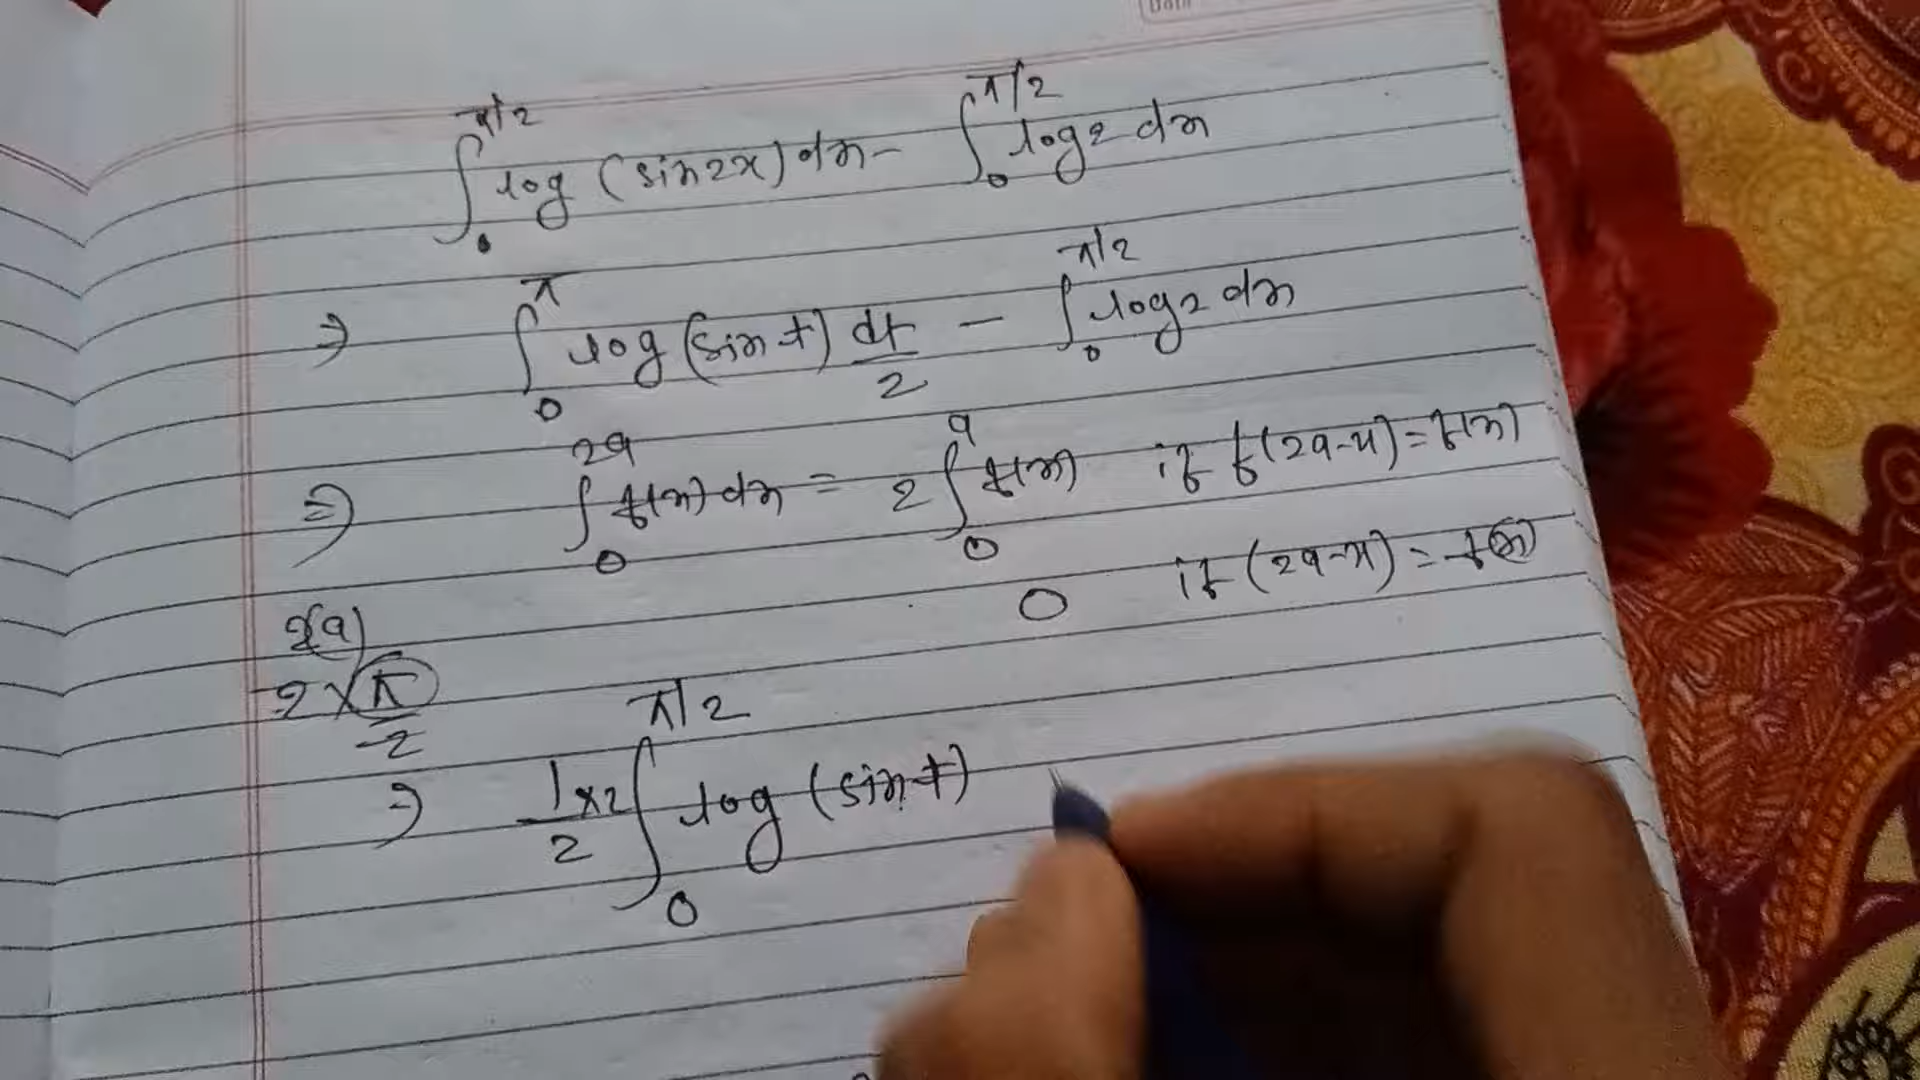 ∫₀^π/2 log (sin2x) dx - ∫₀^π/2 log2 dx
⇒ ∫₀^π log (sin t) dt/2 - ∫₀^π/2 log2 dx
⇒ ∫₀^2a f(x) dx = 2 ∫₀^a f(x) if f(2a-x) = f(x)
0 if (2a-x) = -f(x)
2(a)
2 × π/2
⇒ 1/2 ×2 ∫₀^π/2 log (sin t)